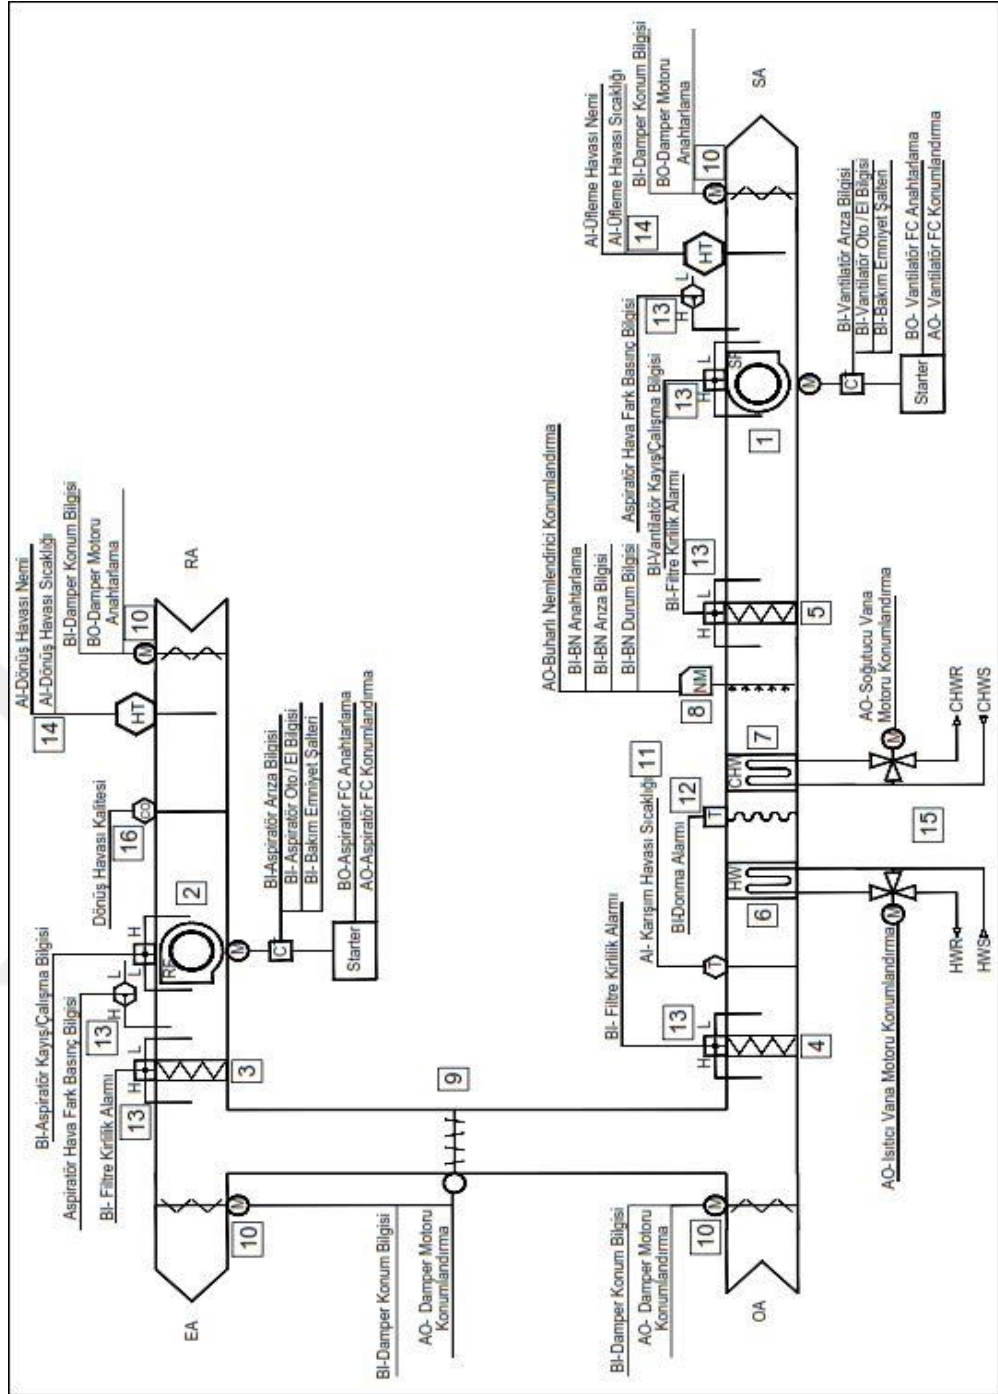 AI-Dönüş Havası Nemi
AI-Dönüş Havası Sıcaklığı
14
HT
BI-Damper Konum Bilgisi
BO-Damper Motoru
Anahtarlama
10
M
RA
Dönüş Havası Kalitesi
16
CO
BI-Aspiratör Kayış/Çalışma Bilgisi
Aspiratör Hava Fark Basınç Bilgisi
BI- Filtre Kirlilik Alarmı
13
H
L
13
H
L
L
H
3
2
RF
M
C
Starter
BI-Aspiratör Arıza Bilgisi
BI- Aspiratör Oto / El Bilgisi
BI- Bakım Emniyet Şalteri
BO-Aspiratör FC Anahtarlama
AO-Aspiratör FC Konumlandırma
EA
M
10
BI-Damper Konum Bilgisi
AO- Damper Motoru
Konumlandırma
9
BI-Damper Konum Bilgisi
AO- Damper Motoru
Konumlandırma
10
M
OA
BI- Filtre Kirlilik Alarmı
13
H
L
4
AI- Karışım Havası Sıcaklığı
11
T
BI-Donma Alarmı
12
T
HW
6
CHW
7
AO-Isıtıcı Vana Motoru Konumlandırma
M
HWR
HWS
15
AO-Soğutucu Vana
Motoru Konumlandırma
M
CHWR
CHWS
AO-Buharlı Nemlendirici Konumlandırma
BI-BN Anahtarlama
BI-BN Arıza Bilgisi
BI-BN Durum Bilgisi
8
NM
BI-Filtre Kirlilik Alarmı
13
H
L
5
Aspiratör Hava Fark Basınç Bilgisi
BI-Vantilatör Kayış/Çalışma Bilgisi
13
H
L
13
H
L
SF
1
M
C
Starter
BI-Vantilatör Arıza Bilgisi
BI-Vantilatör Oto / El Bilgisi
BI-Bakım Emniyet Şalteri
BO- Vantilatör FC Anahtarlama
AO- Vantilatör FC Konumlandırma
AI-Üfleme Havası Nemi
AI-Üfleme Havası Sıcaklığı
14
HT
BI-Damper Konum Bilgisi
BO-Damper Motoru
Anahtarlama
10
M
SA